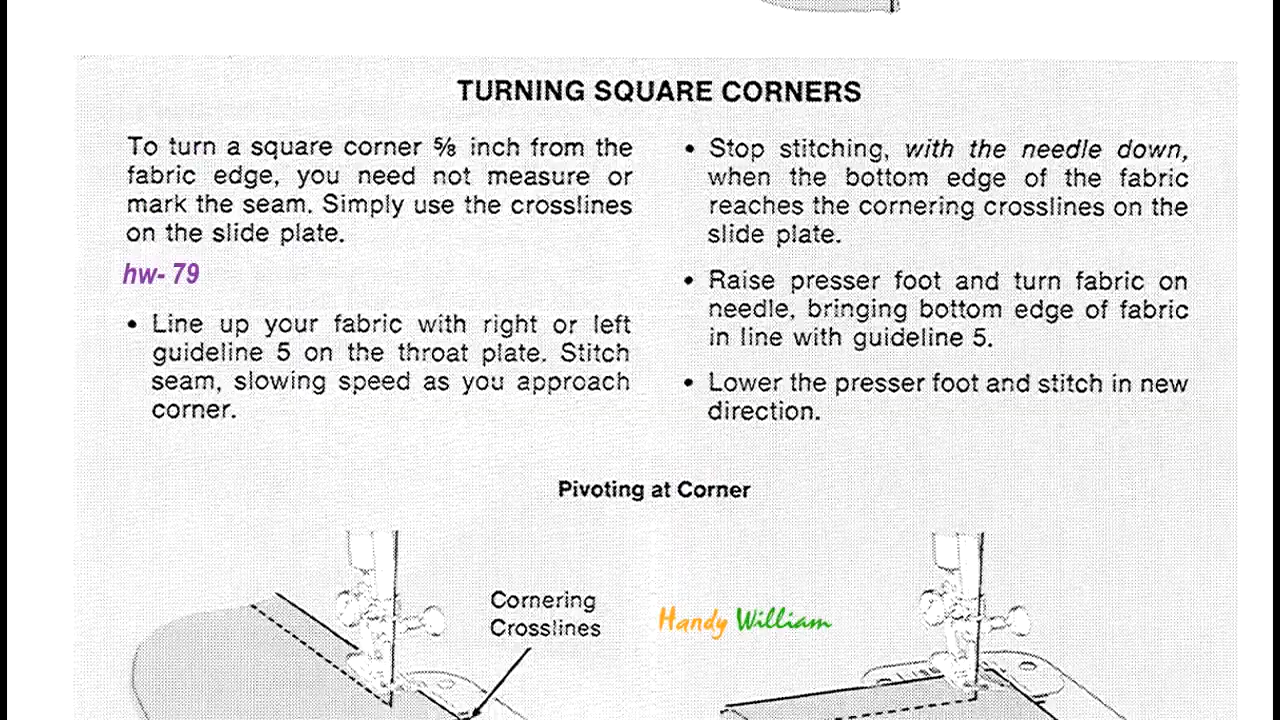 TURNING SQUARE CORNERS
To turn a square corner ⅝ inch from the
fabric edge, you need not measure or
mark the seam. Simply use the crosslines
on the slide plate.
hw- 79
• Line up your fabric with right or left
guideline 5 on the throat plate. Stitch
seam, slowing speed as you approach
corner.
• Stop stitching, with the needle down,
when the bottom edge of the fabric
reaches the cornering crosslines on the
slide plate.
• Raise presser foot and turn fabric on
needle, bringing bottom edge of fabric
in line with guideline 5.
• Lower the presser foot and stitch in new
direction.
Pivoting at Corner
Cornering
Crosslines
Handy William